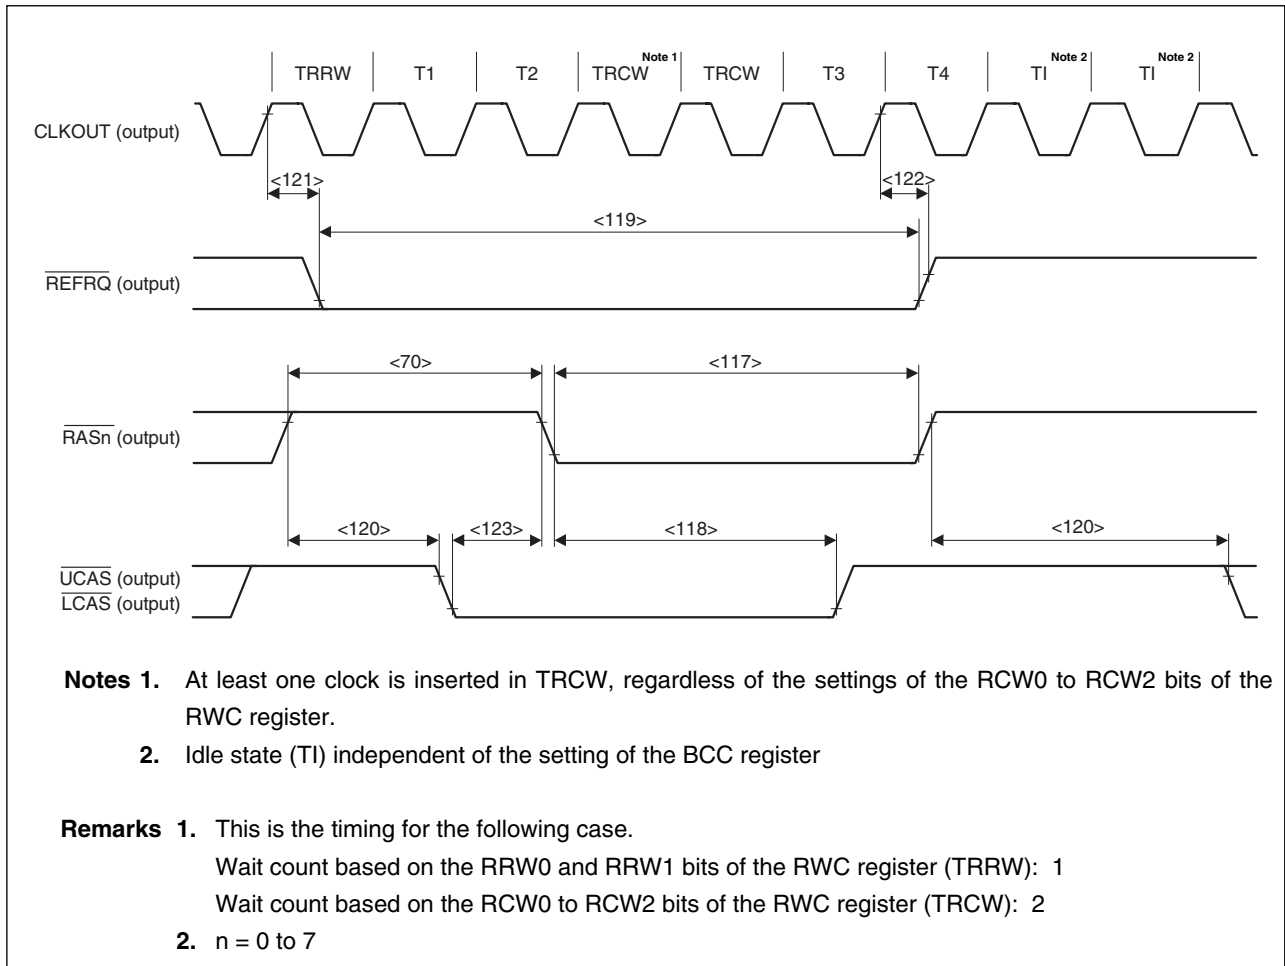 TRRW T1 T2 TRCW Note 1 TRCW T3 T4 TI Note 2 TI Note 2
CLKOUT (output)
<121> <122>
<119>
REFRQ (output)
<70> <117>
RASn (output)
<120> <123> <118> <120>
UCAS (output)
LCAS (output)
Notes 1. At least one clock is inserted in TRCW, regardless of the settings of the RCW0 to RCW2 bits of the
RWC register.
2. Idle state (TI) independent of the setting of the BCC register
Remarks 1. This is the timing for the following case.
Wait count based on the RRW0 and RRW1 bits of the RWC register (TRRW): 1
Wait count based on the RCW0 to RCW2 bits of the RWC register (TRCW): 2
2. n = 0 to 7